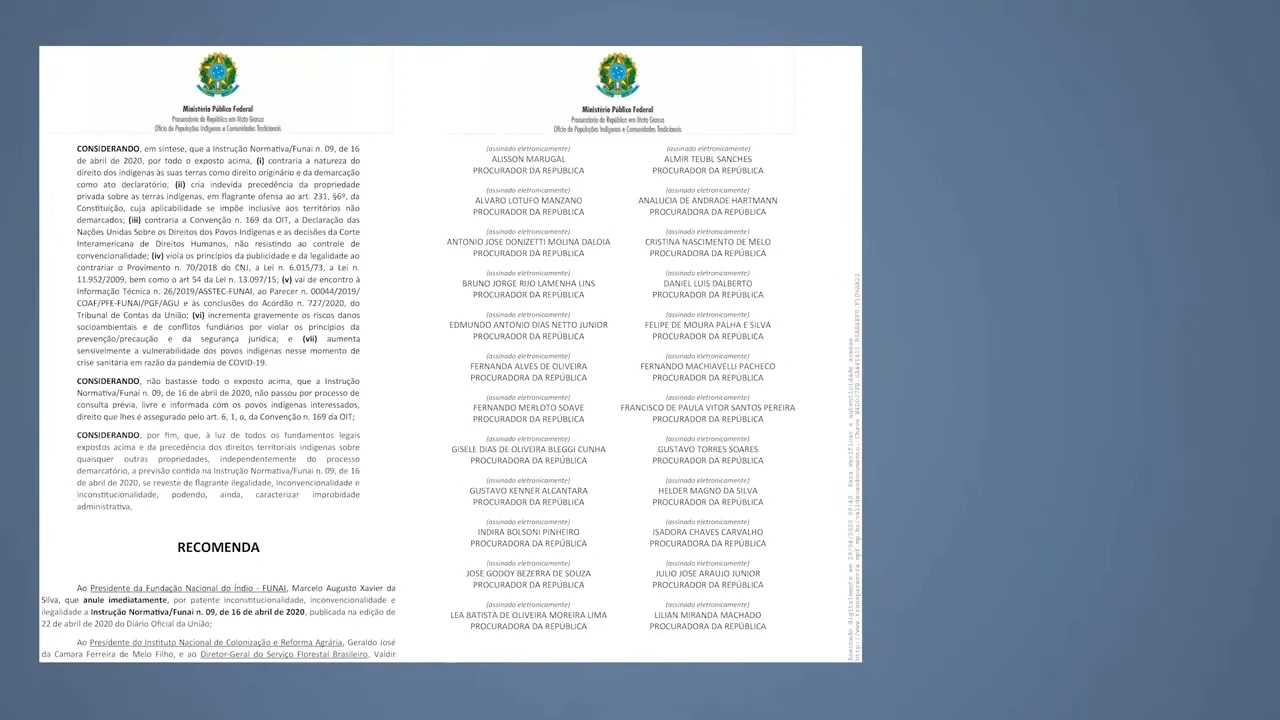 Ministério Público Federal
Procuradoria da República em Mato Grosso
Ofício de Populações Indígenas e Comunidades Tradicionais
CONSIDERANDO, em síntese, que a Instrução Normativa/Funai n. 09, de 16
de abril de 2020, por todo o exposto acima, (i) contraria a natureza do
direito dos indígenas às suas terras como direito originário e da demarcação
como ato declaratório; (ii) cria indevida precedência da propriedade
privada sobre as terras indígenas, em flagrante ofensa ao art. 231, §6º, da
Constituição, cuja aplicabilidade se impõe inclusive aos territórios não
demarcados; (iii) contraria a Convenção n. 169 da OIT, a Declaração das
Nações Unidas Sobre os Direitos dos Povos Indígenas e as decisões da Corte
Interamericana de Direitos Humanos, não resistindo ao controle de
convencionalidade; (iv) viola os princípios da publicidade e da legalidade ao
contrariar o Provimento n. 70/2018 do CNJ, a Lei n. 6.015/73, a Lei n.
11.952/2009, bem como o art 54 da Lei n. 13.097/15; (v) vai de encontro à
Informação Técnica n. 26/2019/ASSTEC-FUNAI, ao Parecer n. 00044/2019/
COAF/PFE-FUNAI/PGF/AGU e às conclusões do Acórdão n. 727/2020, do
Tribunal de Contas da União; (vi) incrementa gravemente os riscos danos
socioambientais e de conflitos fundiários por violar os princípios da
prevenção/precaução e da segurança jurídica; e (vii) aumenta
sensivelmente a vulnerabilidade dos povos indígenas nesse momento de
crise sanitária em razão da pandemia de COVID-19.
CONSIDERANDO, não bastasse todo o exposto acima, que a Instrução
Normativa/Funai n. 09, de 16 de abril de 2020, não passou por processo de
consulta prévia, livre e informada com os povos indígenas interessados,
direito que lhes é assegurado pelo art. 6, 1, a, da Convenção n. 169 da OIT;
CONSIDERANDO, por fim, que, à luz de todos os fundamentos legais
expostos acima e da precedência dos direitos territoriais indígenas sobre
quaisquer outras propriedades, independentemente do processo
demarcatório, a previsão contida na Instrução Normativa/Funai n. 09, de 16
de abril de 2020, se reveste de flagrante ilegalidade, inconvencionalidade e
inconstitucionalidade, podendo, ainda, caracterizar improbidade
administrativa,
RECOMENDA
Ao Presidente da Fundação Nacional do Índio - FUNAI, Marcelo Augusto Xavier da
Silva, que anule imediatamente, por patente inconstitucionalidade, inconvencionalidade e
ilegalidade a Instrução Normativa/Funai n. 09, de 16 de abril de 2020, publicada na edição de
22 de abril de 2020 do Diário Oficial da União;
Ao Presidente do Instituto Nacional de Colonização e Reforma Agrária, Geraldo José
da Camara Ferreira de Melo Filho, e ao Diretor-Geral do Serviço Florestal Brasileiro, Valdir
Ministério Público Federal
Procuradoria da República em Mato Grosso
Ofício de Populações Indígenas e Comunidades Tradicionais
(assinado eletronicamente) (assinado eletronicamente)
ALISSON MARUGAL ALMIR TEUBL SANCHES
PROCURADOR DA REPÚBLICA PROCURADOR DA REPÚBLICA
(assinado eletronicamente) (assinado eletronicamente)
ALVARO LOTUFO MANZANO ANALUCIA DE ANDRADE HARTMANN
PROCURADOR DA REPÚBLICA PROCURADORA DA REPÚBLICA
(assinado eletronicamente) (assinado eletronicamente)
ANTONIO JOSE DONIZETTI MOLINA DALOIA CRISTINA NASCIMENTO DE MELO
PROCURADOR DA REPÚBLICA PROCURADORA DA REPÚBLICA
(assinado eletronicamente) (assinado eletronicamente)
BRUNO JORGE RIJO LAMENHA LINS DANIEL LUIS DALBERTO
PROCURADOR DA REPÚBLICA PROCURADOR DA REPÚBLICA
(assinado eletronicamente) (assinado eletronicamente)
EDMUNDO ANTONIO DIAS NETTO JUNIOR FELIPE DE MOURA PALHA E SILVA
PROCURADOR DA REPÚBLICA PROCURADOR DA REPÚBLICA
(assinado eletronicamente) (assinado eletronicamente)
FERNANDA ALVES DE OLIVEIRA FERNANDO MACHIAVELLI PACHECO
PROCURADORA DA REPÚBLICA PROCURADOR DA REPÚBLICA
(assinado eletronicamente) (assinado eletronicamente)
FERNANDO MERLOTO SOAVE FRANCISCO DE PAULA VITOR SANTOS PEREIRA
PROCURADOR DA REPÚBLICA PROCURADOR DA REPÚBLICA
(assinado eletronicamente) (assinado eletronicamente)
GISELE DIAS DE OLIVEIRA BLEGGI CUNHA GUSTAVO TORRES SOARES
PROCURADORA DA REPÚBLICA PROCURADOR DA REPÚBLICA
(assinado eletronicamente) (assinado eletronicamente)
GUSTAVO KENNER ALCANTARA HELDER MAGNO DA SILVA
PROCURADOR DA REPÚBLICA PROCURADOR DA REPÚBLICA
(assinado eletronicamente) (assinado eletronicamente)
INDIRA BOLSONI PINHEIRO ISADORA CHAVES CARVALHO
PROCURADORA DA REPÚBLICA PROCURADORA DA REPÚBLICA
(assinado eletronicamente) (assinado eletronicamente)
JOSE GODOY BEZERRA DE SOUZA JULIO JOSE ARAUJO JUNIOR
PROCURADOR DA REPÚBLICA PROCURADOR DA REPÚBLICA
(assinado eletronicamente) (assinado eletronicamente)
LEA BATISTA DE OLIVEIRA MOREIRA LIMA LILIAN MIRANDA MACHADO
PROCURADORA DA REPÚBLICA PROCURADORA DA REPÚBLICA
Assinado digitalmente em 29/04/2020 Para verificar a autenticidade acesse